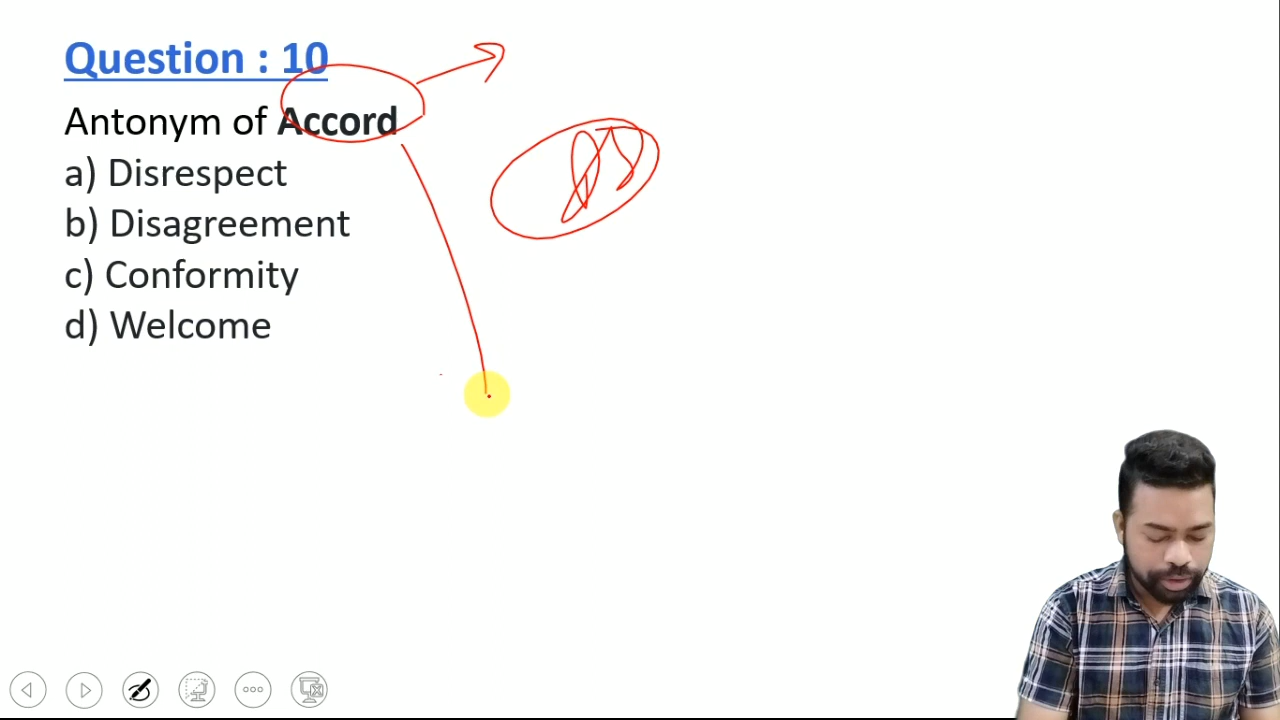 Question : 10
Antonym of Accord
a) Disrespect
b) Disagreement
c) Conformity
d) Welcome